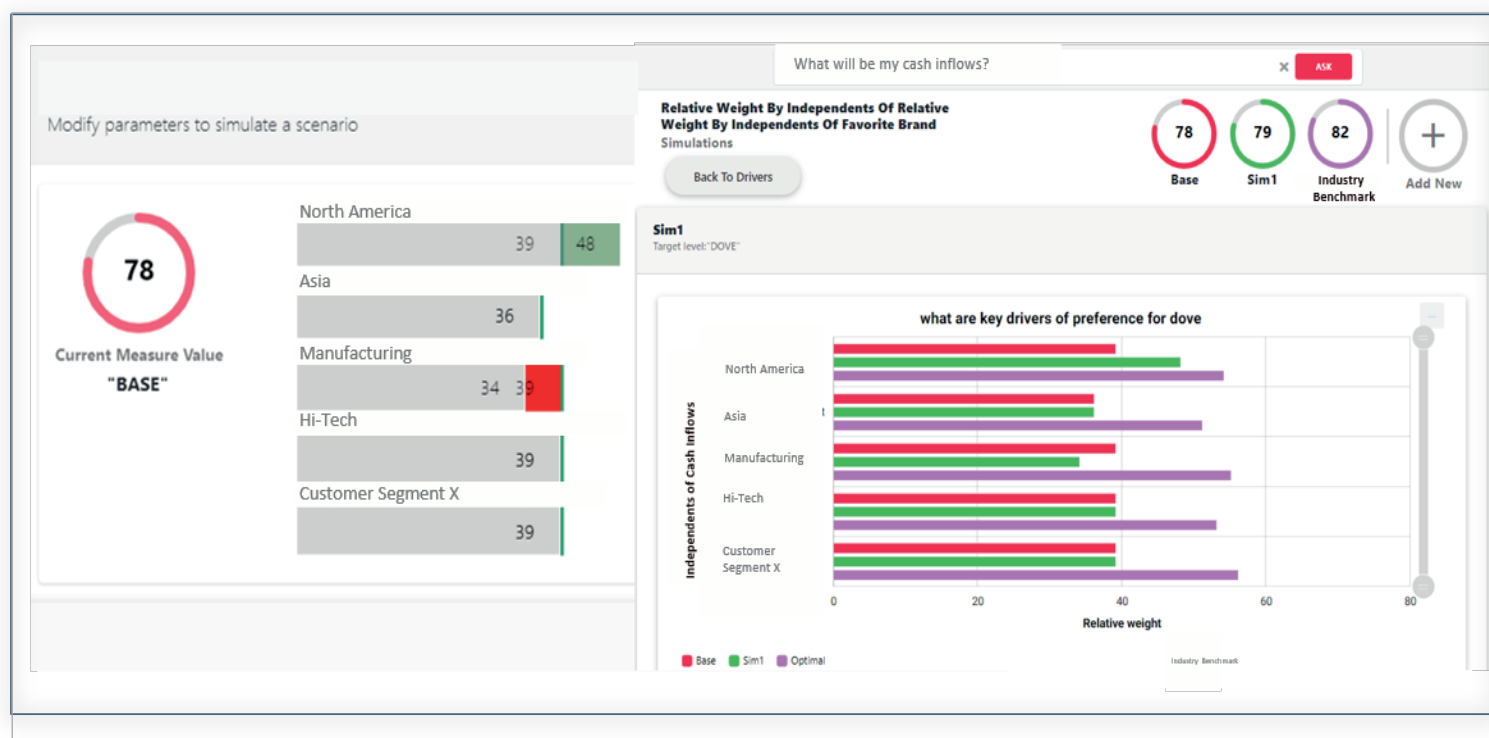 What will be my cash inflows?
×
ASK
Modify parameters to simulate a scenario
78
Current Measure Value
"BASE"
North America
39
48
Asia
36
Manufacturing
34 39
Hi-Tech
39
Customer Segment X
39
Relative Weight By Independents Of Relative
Weight By Independents Of Favorite Brand
Simulations
Back To Drivers
78
Base
79
Sim1
82
Industry
Benchmark
+
Add New
Sim1
Target level:"DOVE"
what are key drivers of preference for dove
Independents of Cash Inflows
North America
Asia
t
Manufacturing
Hi-Tech
Customer
Segment X
0 20 40 60 80
Relative weight
Base Sim1 Optimal
Industry Benchmark